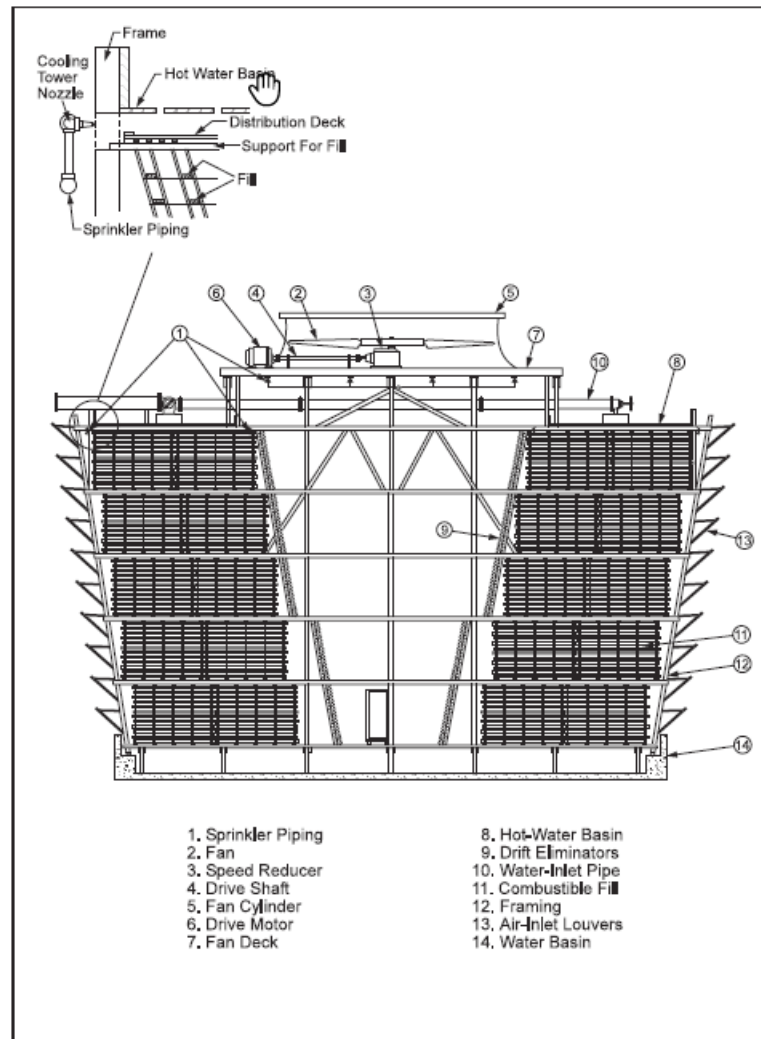 Frame
Cooling
Tower
Nozzle
Hot Water Basin
Distribution Deck
Support For Fill
Fill
Sprinkler Piping
6
4
2
3
5
1
7
10
8
9
13
11
12
14
1. Sprinkler Piping
2. Fan
3. Speed Reducer
4. Drive Shaft
5. Fan Cylinder
6. Drive Motor
7. Fan Deck
8. Hot-Water Basin
9. Drift Eliminators
10. Water-Inlet Pipe
11. Combustible Fill
12. Framing
13. Air-Inlet Louvers
14. Water Basin